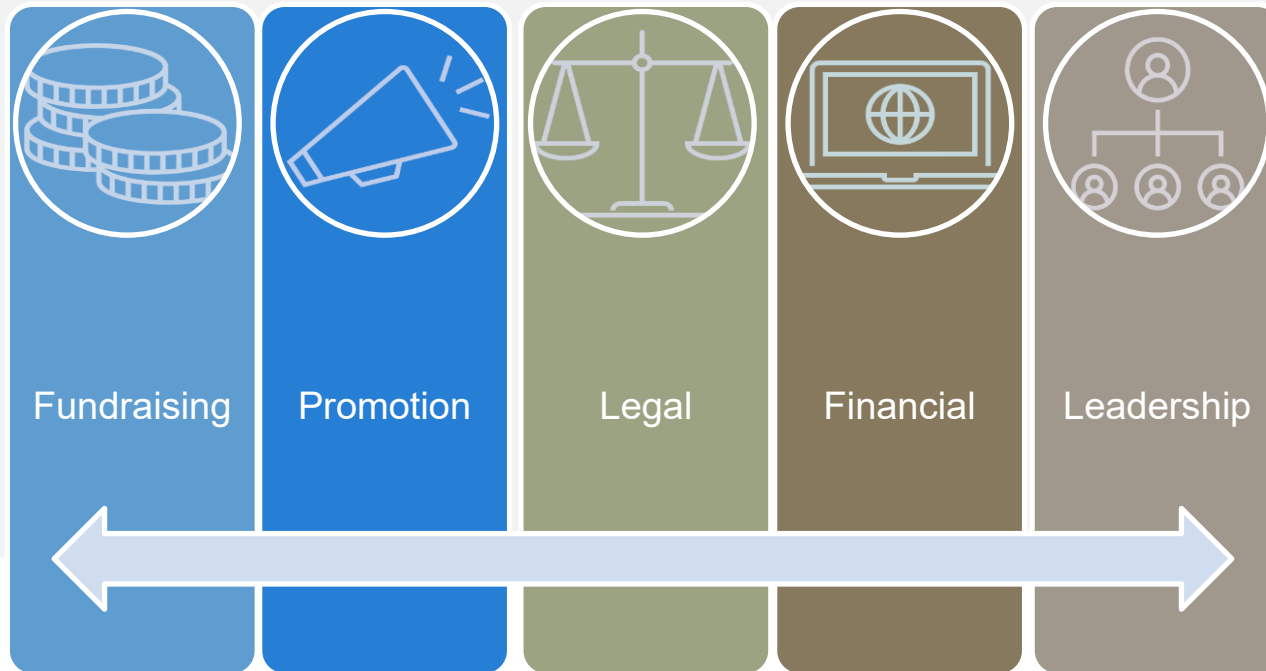 Fundraising
Promotion
Legal
Financial
Leadership